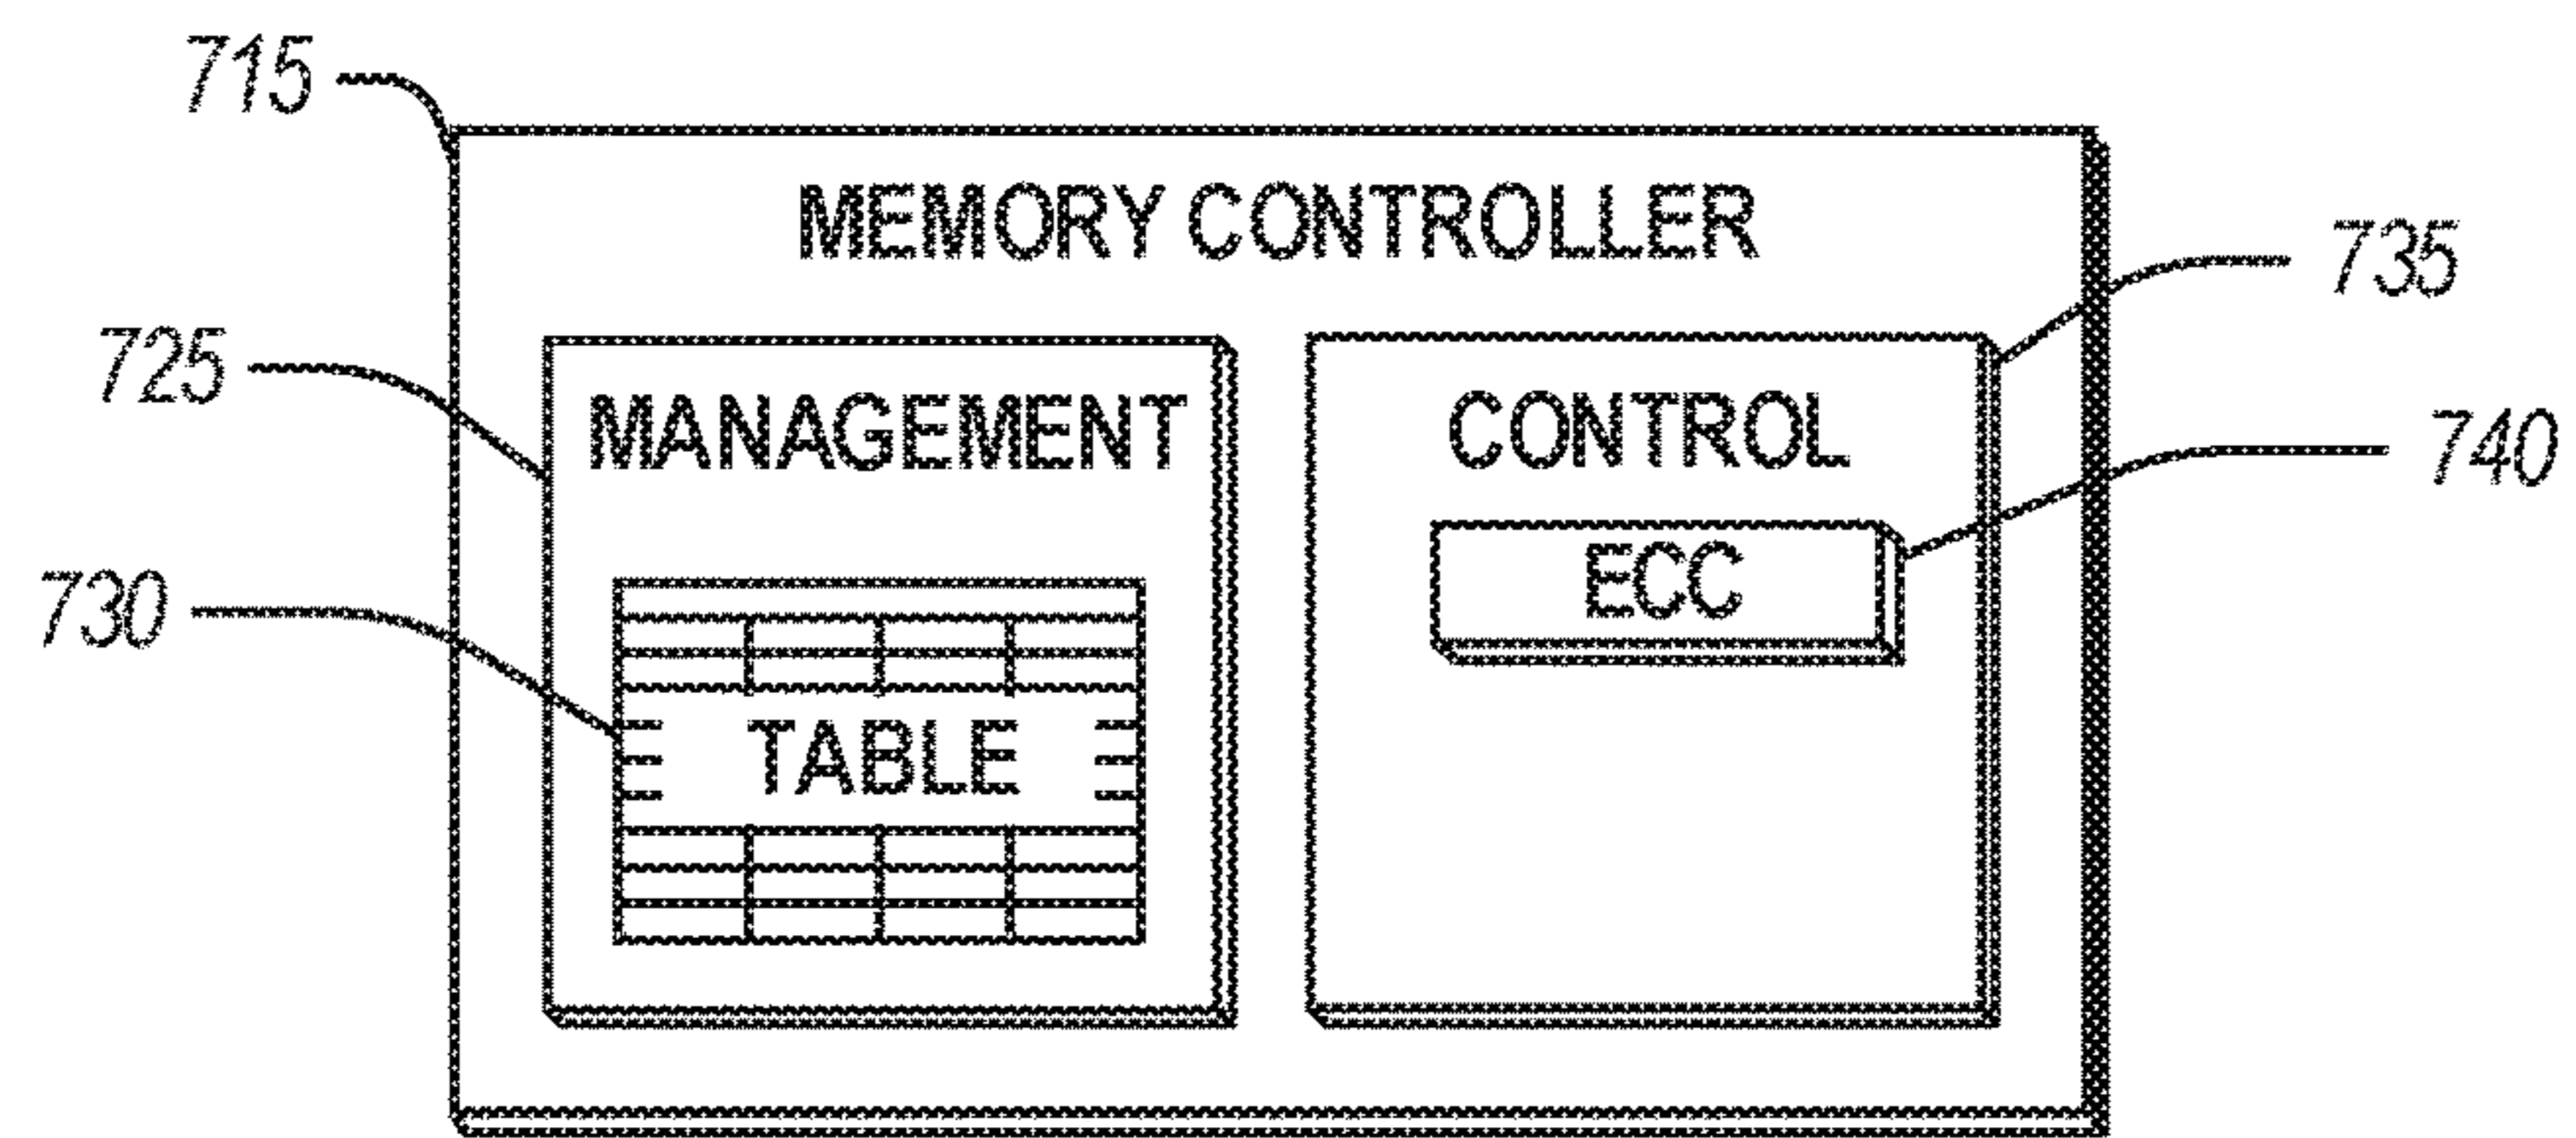 715
MEMORY CONTROLLER
735
725
MANAGEMENT
CONTROL
740
ECC
730
TABLE